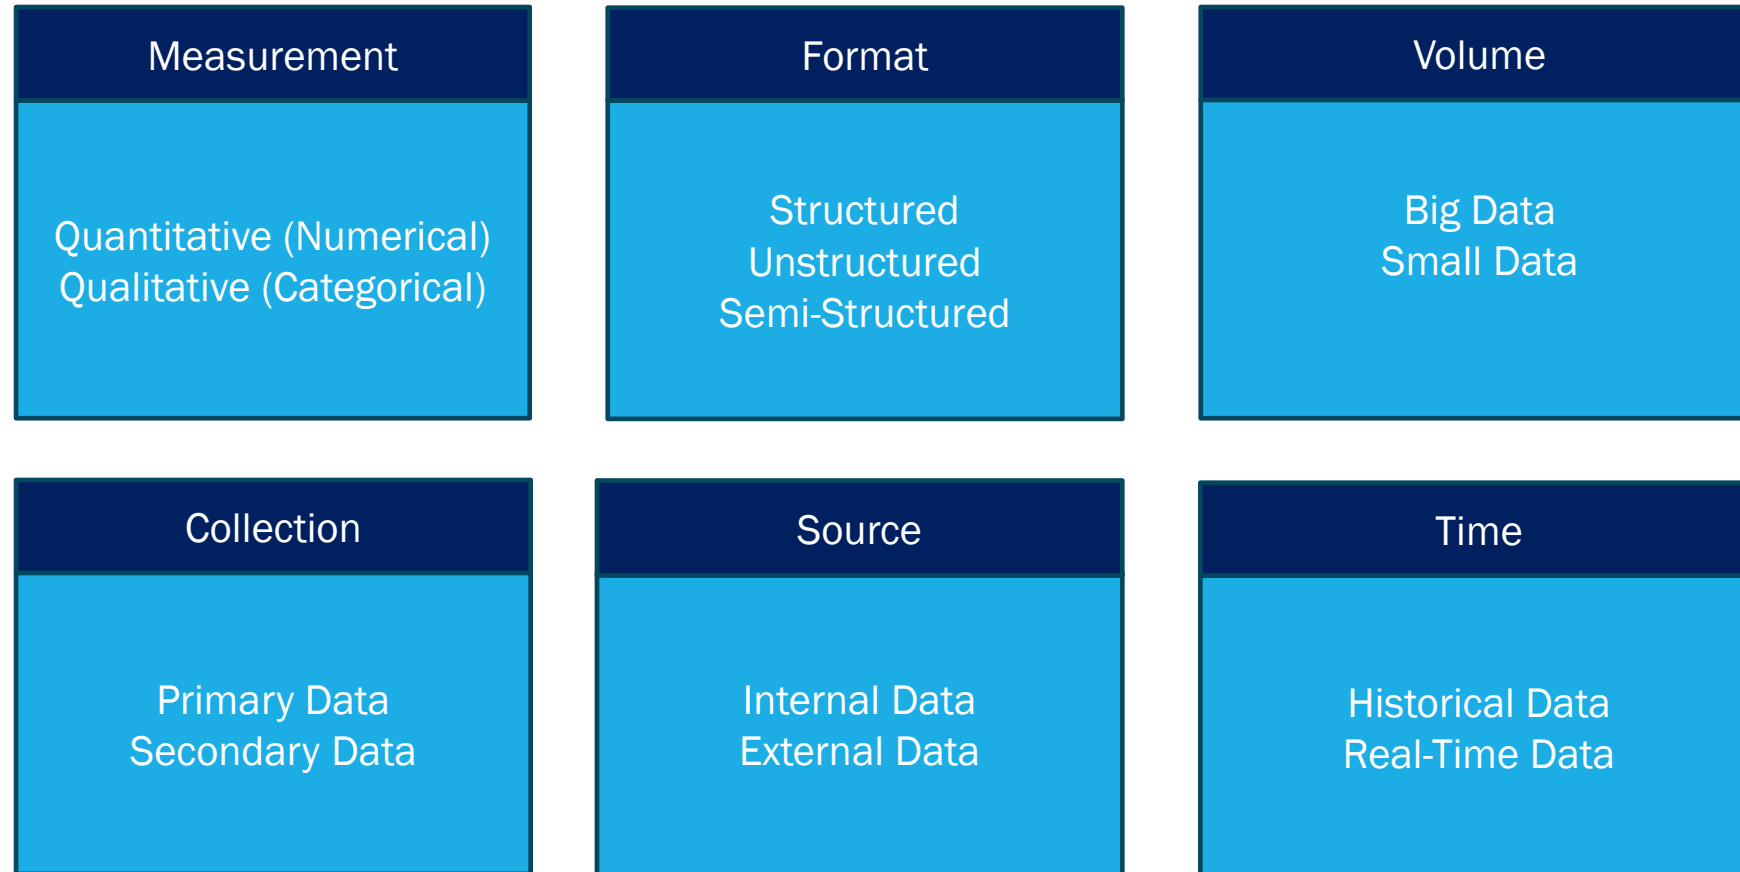 Measurement
Quantitative (Numerical)
Qualitative (Categorical)
Format
Structured
Unstructured
Semi-Structured
Volume
Big Data
Small Data
Collection
Primary Data
Secondary Data
Source
Internal Data
External Data
Time
Historical Data
Real-Time Data